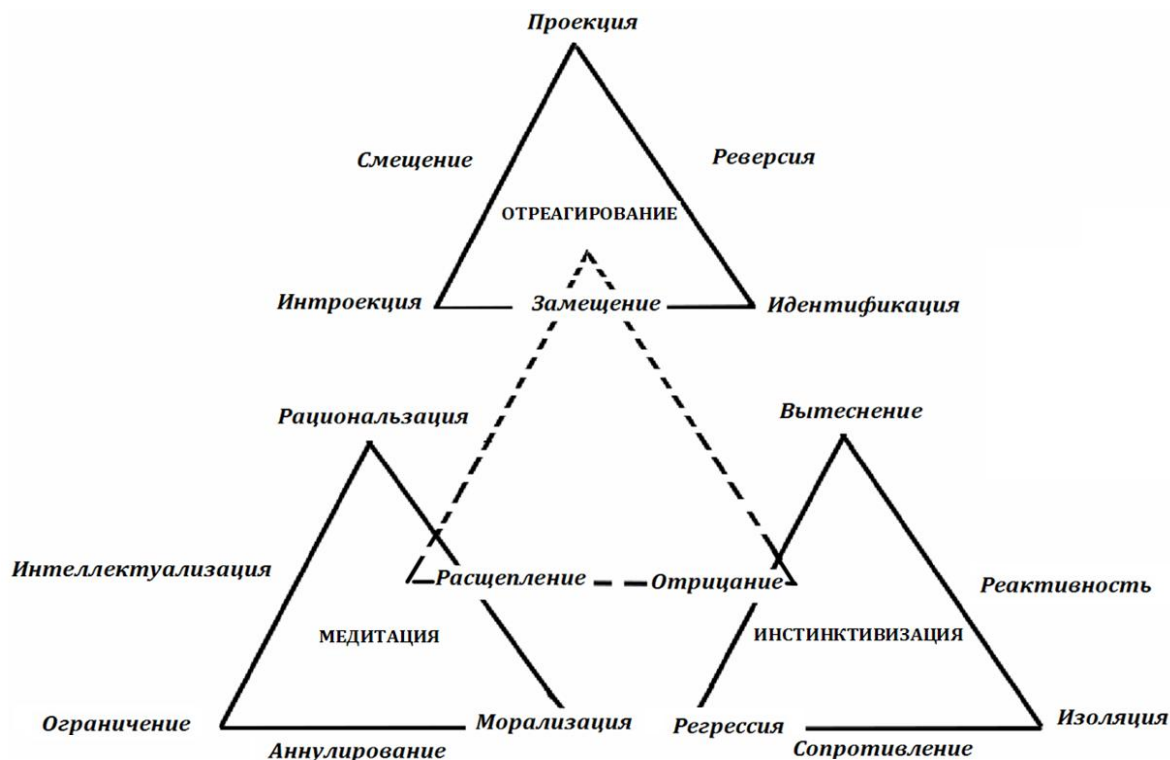 Проекция
Смещение
Реверсия
ОТРЕАГИРОВАНИЕ
Интроекция
Замещение
Идентификация
Рациональзация
Вытеснение
Интеллектуализация
Расщепление
Отрицание
Реактивность
МЕДИТАЦИЯ
ИНСТИНКТИВИЗАЦИЯ
Ограничение
Морализация
Регрессия
Изоляция
Аннулирование
Сопротивление